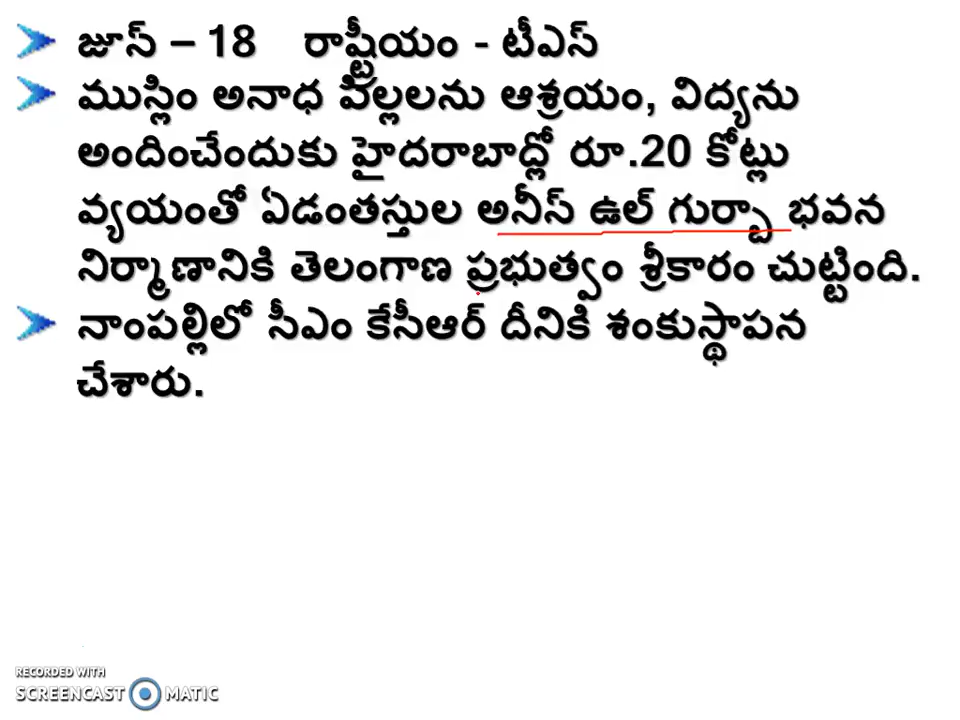 జూన్ – 18 రాష్ట్రీయం - టీఎస్
ముస్లిం అనాధ పిల్లలను ఆశ్రయం, విద్యను
అందించేందుకు హైదరాబాద్లో రూ.20 కోట్లు
వ్యయంతో ఏడంతస్తుల అనీస్ ఉల్ గుర్బా భవన
నిర్మాణానికి తెలంగాణ ప్రభుత్వం శ్రీకారం చుట్టింది.
నాంపల్లిలో సీఎం కేసీఆర్ దీనికి శంకుస్థాపన
చేశారు.
RECORDED WITH
SCREENCAST MATIC